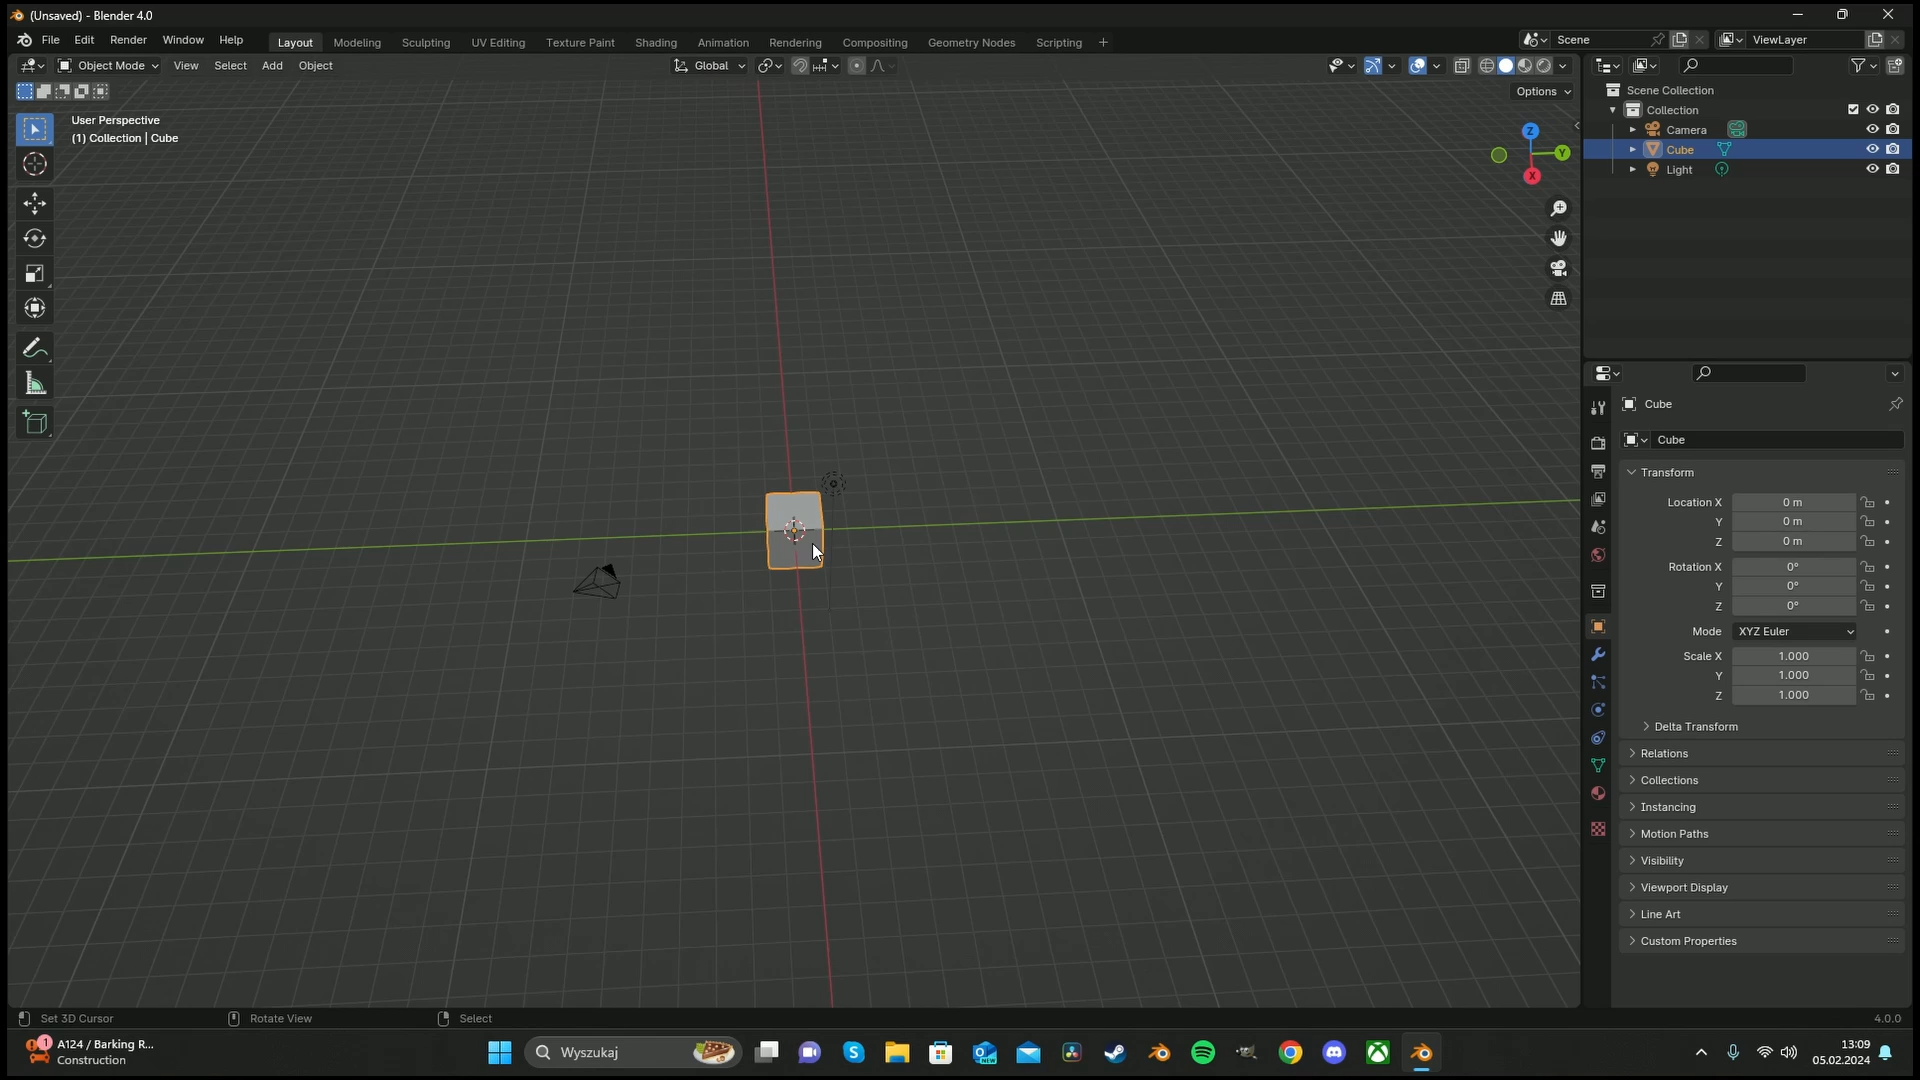 (Unsaved) - Blender 4.0
File Edit Render Window Help Layout Modeling Sculpting UV Editing Texture Paint Shading Animation Rendering Compositing Geometry Nodes Scripting + Scene ViewLayer
Object Mode View Select Add Object Global
Options
User Perspective
(1) Collection | Cube
Z
Y
X
Scene Collection
Collection
Camera
Cube
Light
Cube
Cube
Transform
Location X 0 m
Y 0 m
Z 0 m
Rotation X 0°
Y 0°
Z 0°
Mode XYZ Euler
Scale X 1.000
Y 1.000
Z 1.000
Delta Transform
Relations
Collections
Instancing
Motion Paths
Visibility
Viewport Display
Line Art
Custom Properties
Set 3D Cursor Rotate View Select 4.0.0
1 A124 / Barking R...
Construction
Wyszukaj
NEW
13:09
05.02.2024